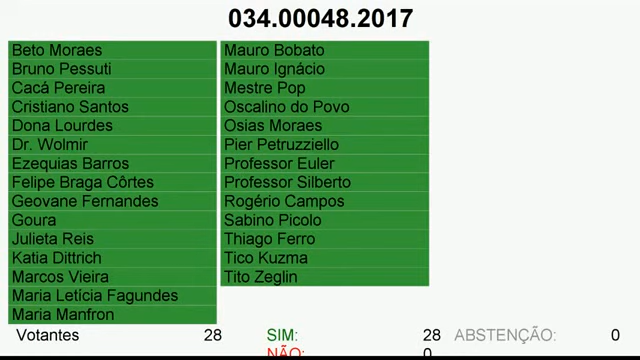 034.00048.2017
Beto Moraes
Bruno Pessuti
Cacá Pereira
Cristiano Santos
Dona Lourdes
Dr. Wolmir
Ezequias Barros
Felipe Braga Côrtes
Geovane Fernandes
Goura
Julieta Reis
Katia Dittrich
Marcos Vieira
Maria Letícia Fagundes
Maria Manfron
Mauro Bobato
Mauro Ignácio
Mestre Pop
Oscalino do Povo
Osias Moraes
Pier Petruzziello
Professor Euler
Professor Silberto
Rogério Campos
Sabino Picolo
Thiago Ferro
Tico Kuzma
Tito Zeglin
Votantes 28 SIM: 28 ABSTENÇÃO: 0
NÃO: 0